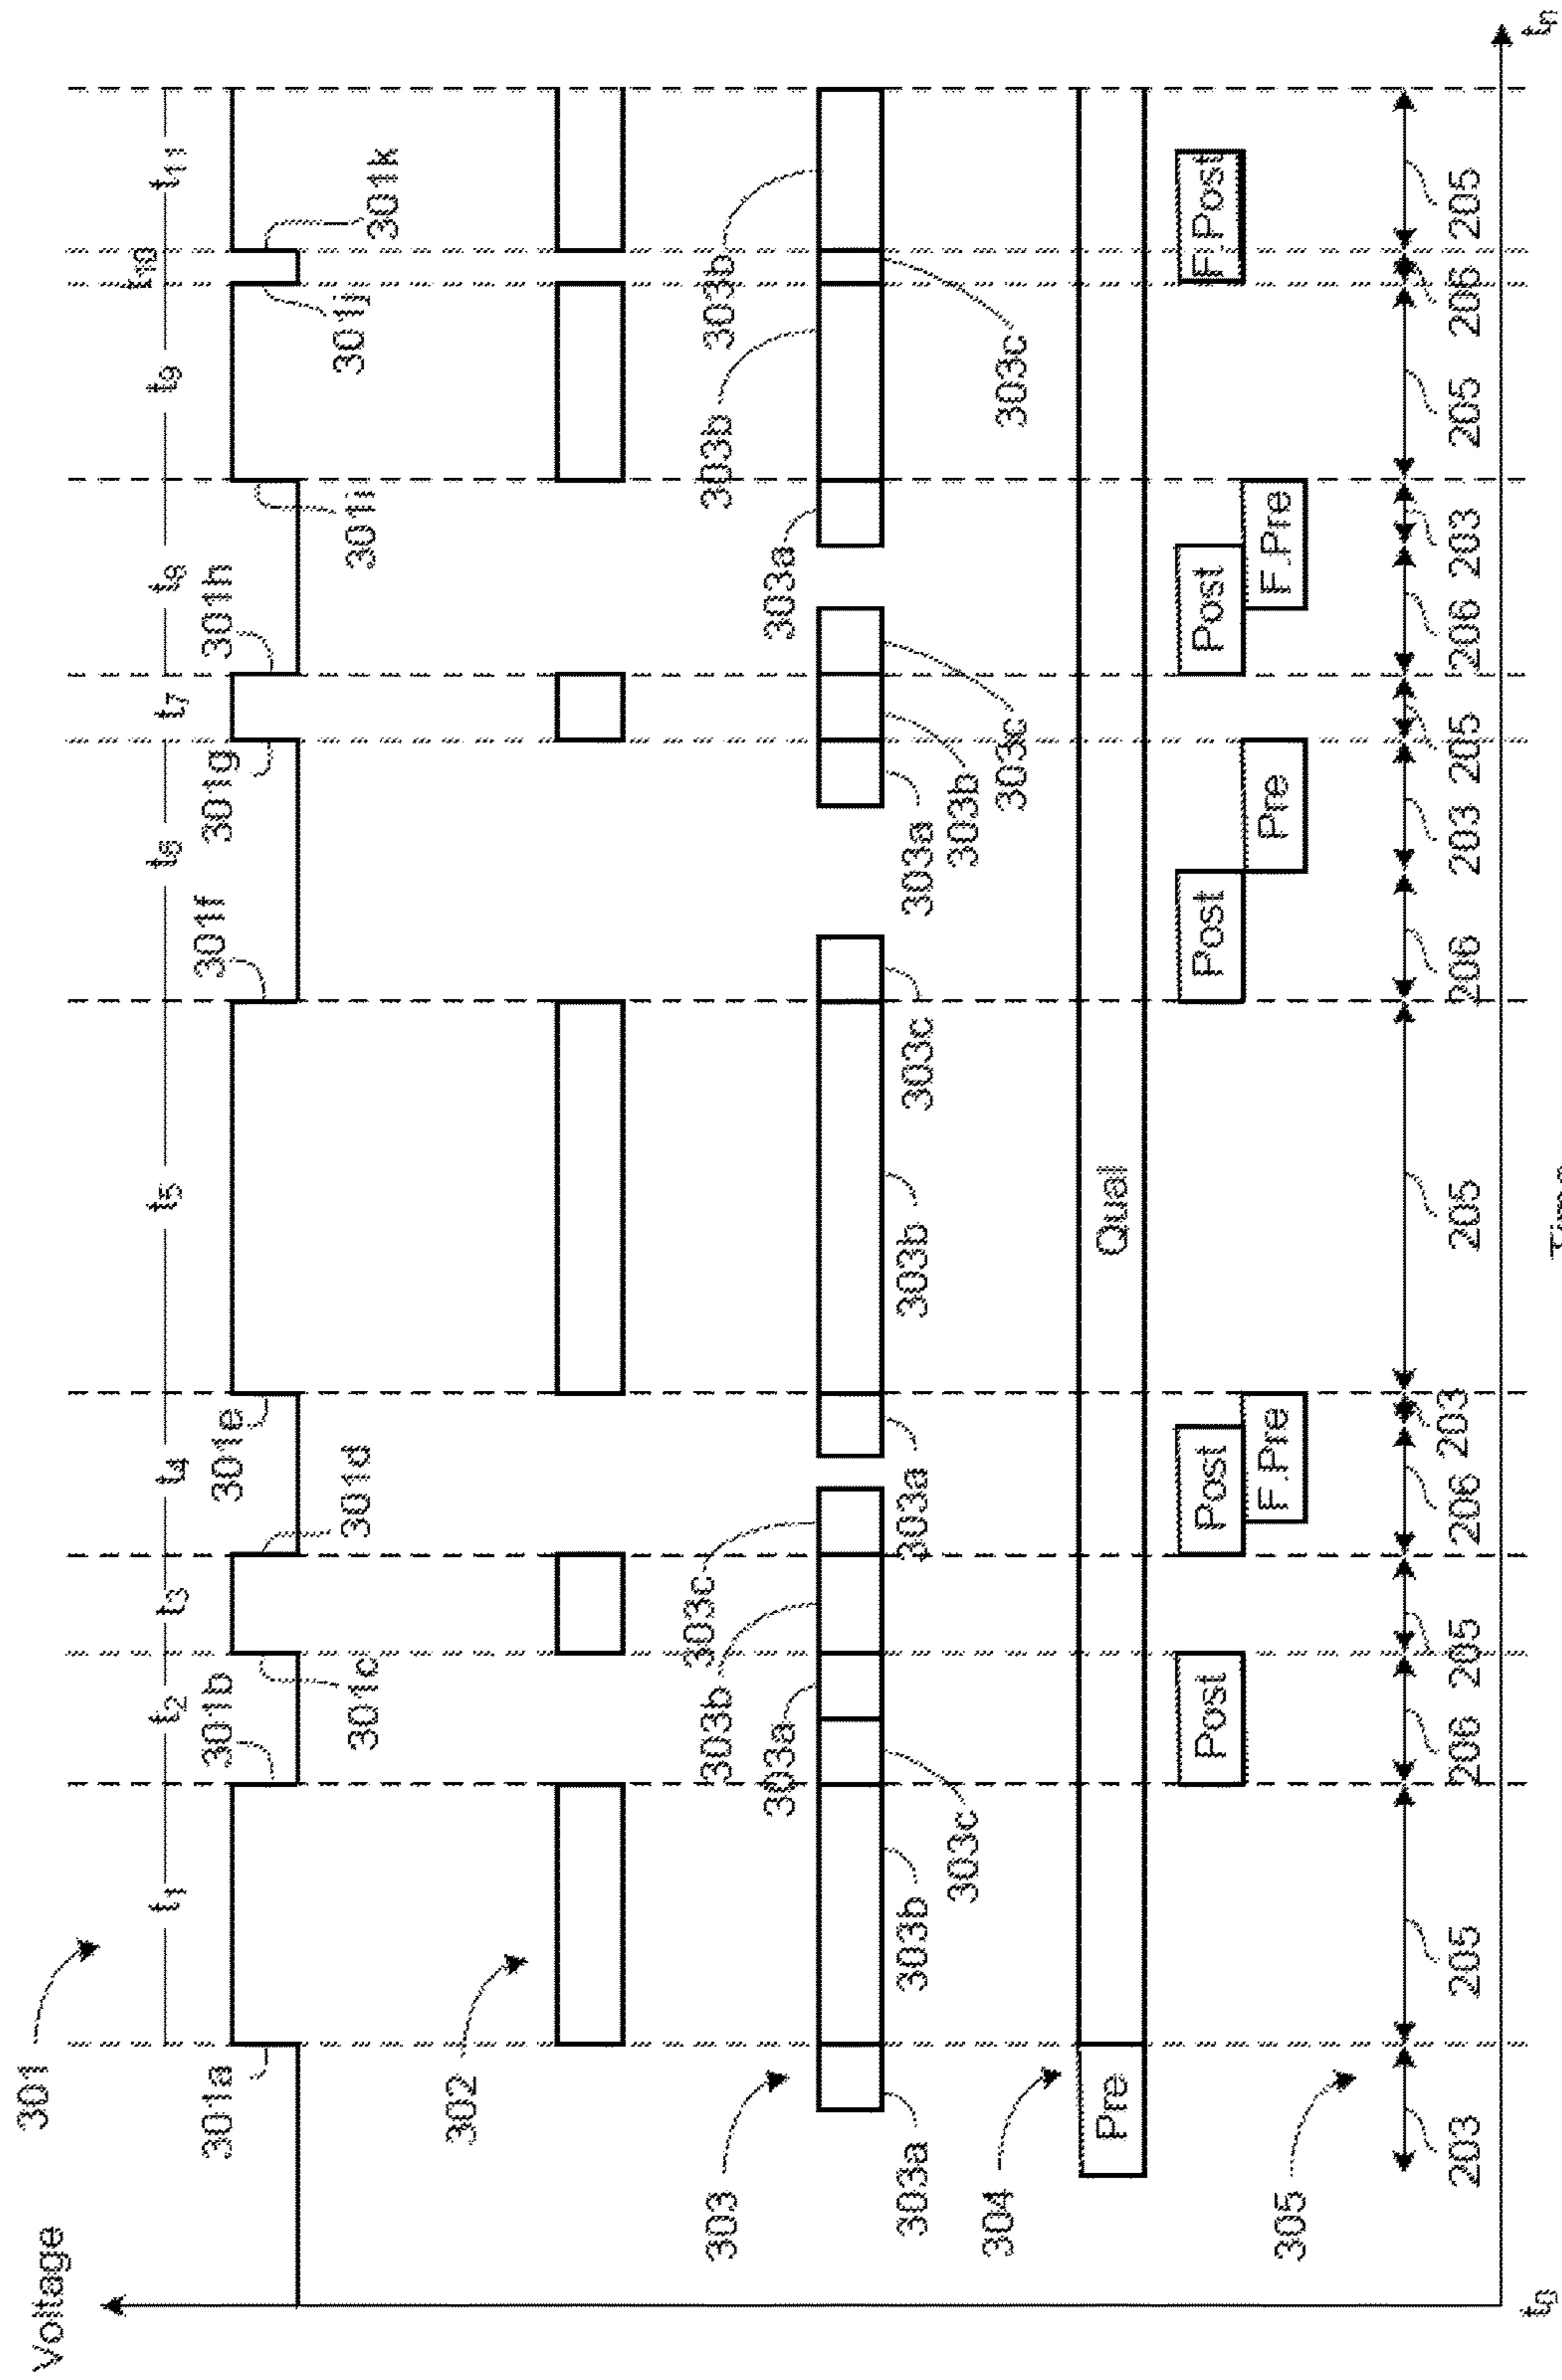 Voltage
301
t1 t2 t3 t4 t5 t6 t7 t8 t9 t10 t11
301a 301b 301e 301f 301g 301h
301c 301d 301i 301j 301k
302
303
303a 303b 303c 303a 303b 303b
303a 303b 303c 303a 303b 303c 303a 303b 303c 303c
304
Pre Qual
305
Post Post Post Post F.Post
F.Pre Pre F.Pre
203 205 206 205 206 203 205 206 203 205 206 203 205 206 205
t0 tn